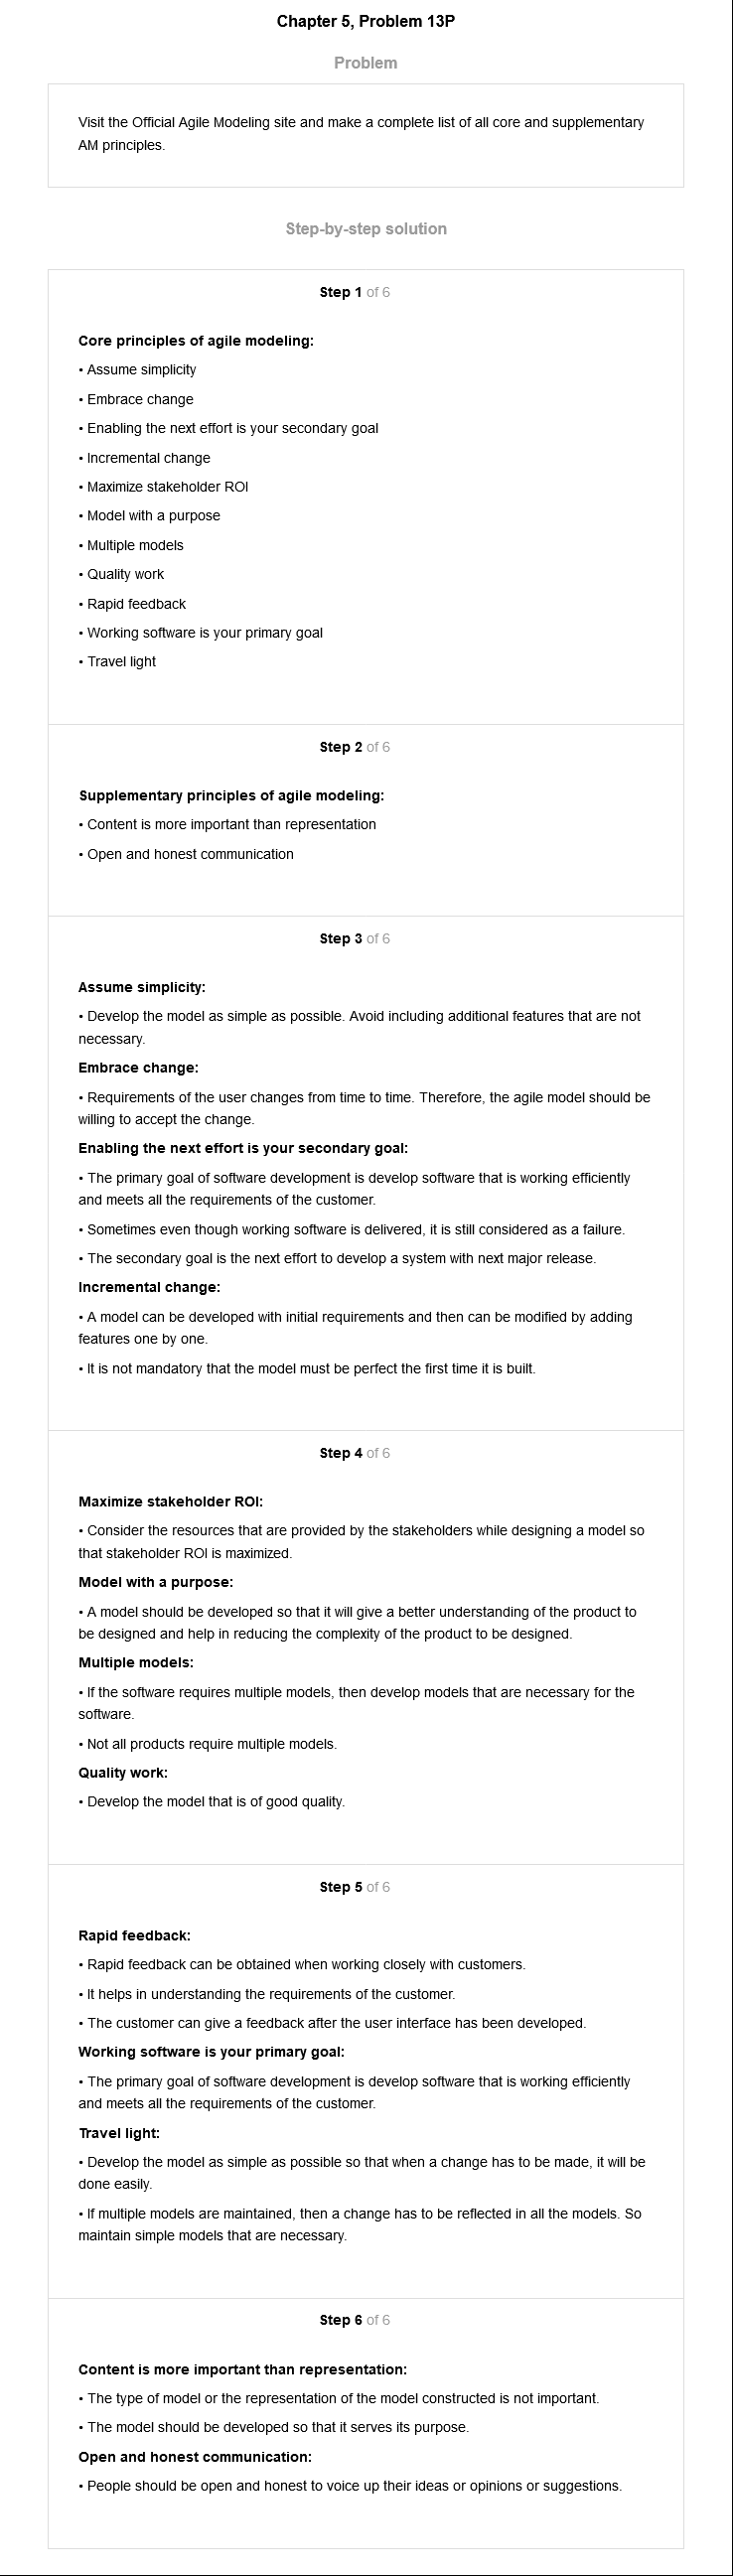 Chapter 5, Problem 13P
Problem
Visit the Official Agile Modeling site and make a complete list of all core and supplementary
AM principles.
Step-by-step solution
Step 1 of 6
Core principles of agile modeling:
• Assume simplicity
• Embrace change
• Enabling the next effort is your secondary goal
• Incremental change
• Maximize stakeholder ROI
• Model with a purpose
• Multiple models
• Quality work
• Rapid feedback
• Working software is your primary goal
• Travel light
Step 2 of 6
Supplementary principles of agile modeling:
• Content is more important than representation
• Open and honest communication
Step 3 of 6
Assume simplicity:
• Develop the model as simple as possible. Avoid including additional features that are not
necessary.
Embrace change:
• Requirements of the user changes from time to time. Therefore, the agile model should be
willing to accept the change.
Enabling the next effort is your secondary goal:
• The primary goal of software development is develop software that is working efficiently
and meets all the requirements of the customer.
• Sometimes even though working software is delivered, it is still considered as a failure.
• The secondary goal is the next effort to develop a system with next major release.
Incremental change:
• A model can be developed with initial requirements and then can be modified by adding
features one by one.
• It is not mandatory that the model must be perfect the first time it is built.
Step 4 of 6
Maximize stakeholder ROI:
• Consider the resources that are provided by the stakeholders while designing a model so
that stakeholder ROI is maximized.
Model with a purpose:
• A model should be developed so that it will give a better understanding of the product to
be designed and help in reducing the complexity of the product to be designed.
Multiple models:
• If the software requires multiple models, then develop models that are necessary for the
software.
• Not all products require multiple models.
Quality work:
• Develop the model that is of good quality.
Step 5 of 6
Rapid feedback:
• Rapid feedback can be obtained when working closely with customers.
• It helps in understanding the requirements of the customer.
• The customer can give a feedback after the user interface has been developed.
Working software is your primary goal:
• The primary goal of software development is develop software that is working efficiently
and meets all the requirements of the customer.
Travel light:
• Develop the model as simple as possible so that when a change has to be made, it will be
done easily.
• If multiple models are maintained, then a change has to be reflected in all the models. So
maintain simple models that are necessary.
Step 6 of 6
Content is more important than representation:
• The type of model or the representation of the model constructed is not important.
• The model should be developed so that it serves its purpose.
Open and honest communication:
• People should be open and honest to voice up their ideas or opinions or suggestions.